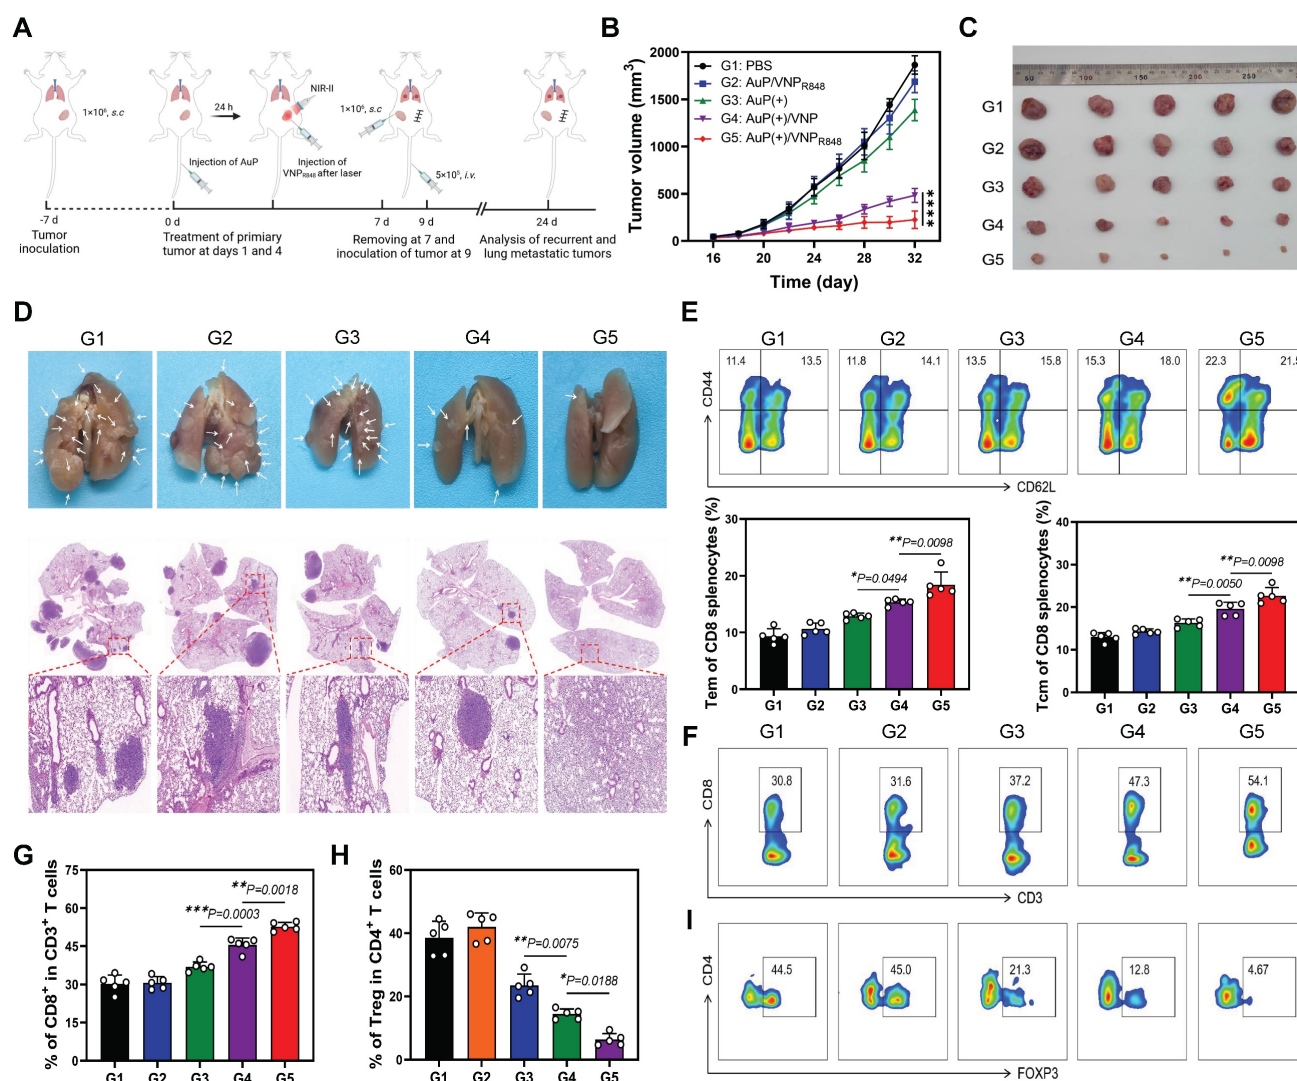 A
NIR-II
24 h
1×10⁶, s.c
1×10⁶, s.c
Injection of AuP
Injection of
VNP_R848 after laser
5×10⁵, i.v.
-7 d
0 d
7 d
9 d
24 d
Tumor
inoculation
Treatment of primiary
tumor at days 1 and 4
Removing at 7 and
inoculation of tumor at 9
Analysis of recurrent and
lung metastatic tumors
B
Tumor volume (mm³)
2000
1500
1000
500
0
G1: PBS
G2: AuP/VNP_R848
G3: AuP(+)
G4: AuP(+)/VNP
G5: AuP(+)/VNP_R848
****
16 20 24 28 32
Time (day)
C
50 100 150 200 250
G1
G2
G3
G4
G5
D
G1 G2 G3 G4 G5
E
G1 G2 G3 G4 G5
11.4 13.5 11.8 14.1 13.5 15.8 15.3 18.0 22.3
CD44
CD62L
Tem of CD8 splenocytes (%)
30
20
10
0
*P=0.0494
**P=0.0098
G1 G2 G3 G4 G5
Tcm of CD8 splenocytes (%)
40
30
20
10
0
**P=0.0050
**P=0.0098
G1 G2 G3 G4 G5
F
G1 G2 G3 G4 G5
30.8 31.6 37.2 47.3 54.1
CD8
CD3
G
% of CD8⁺ in CD3⁺ T cells
75
60
45
30
15
0
***P=0.0003
**P=0.0018
G1 G2 G3 G4 G5
H
% of Treg in CD4⁺ T cells
60
40
20
0
**P=0.0075
*P=0.0188
G1 G2 G3 G4 G5
I
44.5 45.0 21.3 12.8 4.67
CD4
FOXP3